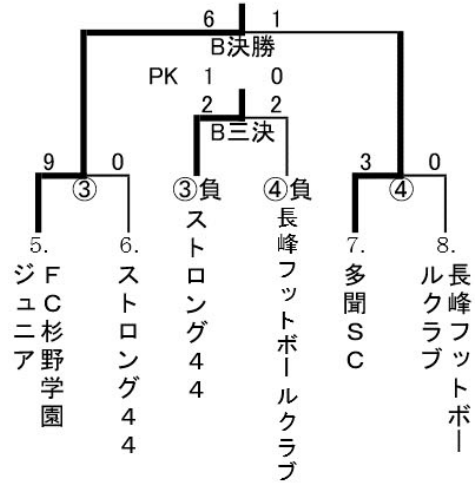 6 1
B決勝
PK 1 0
2 2
B三決
9 0
③
③負
④負
3 0
④
5.
FC杉野学園
ジュニア
6.
ストロング44
ストロング44
長峰フットボールクラブ
7.
多聞SC
8.
長峰フットボー
ルクラブ